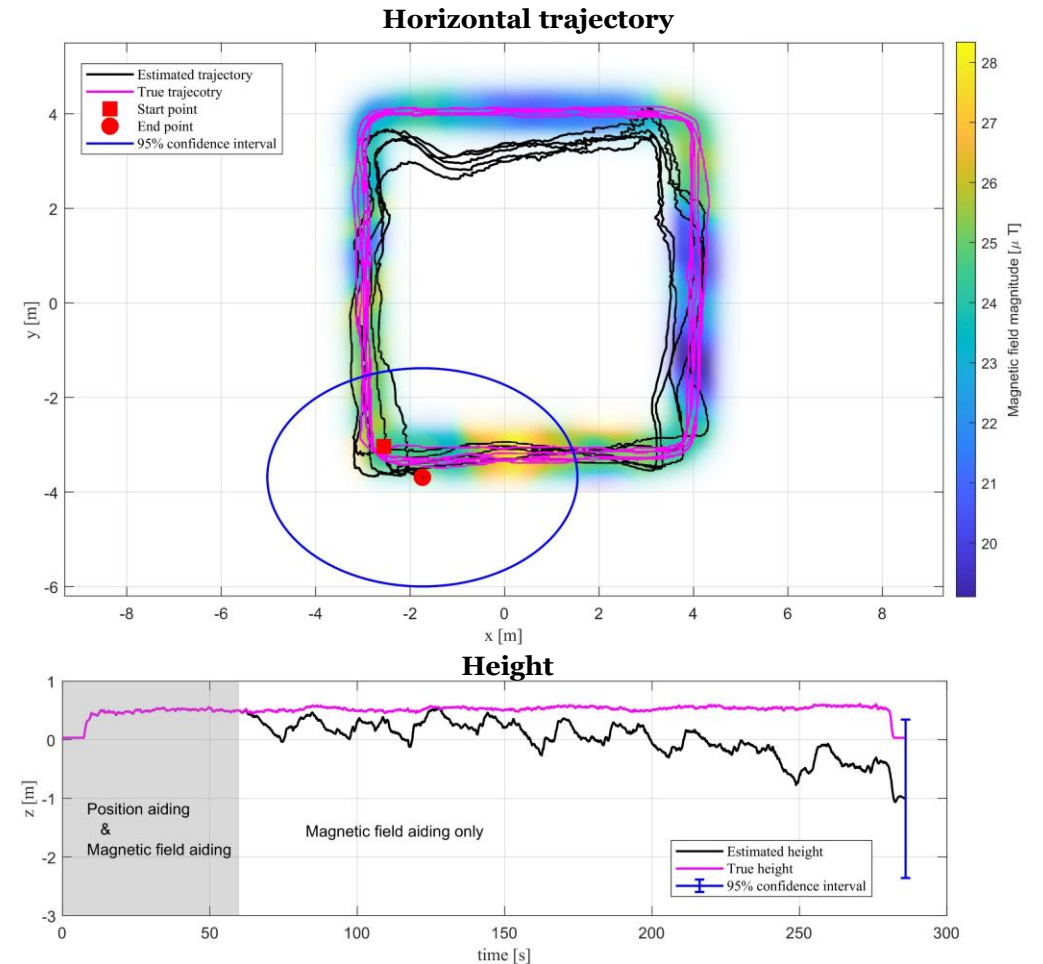 Horizontal trajectory
Estimated trajectory
True trajecotry
Start point
End point
95% confidence interval
4
2
0
-2
-4
-6
y [m]
-8
-6
-4
-2
0
2
4
6
8
x [m]
28
27
26
25
24
23
22
21
20
Magnetic field magnitude [μ T]
Height
1
0
-1
-2
-3
z [m]
Position aiding
&
Magnetic field aiding
Magnetic field aiding only
Estimated height
True height
95% confidence interval
0
50
100
150
200
250
300
time [s]